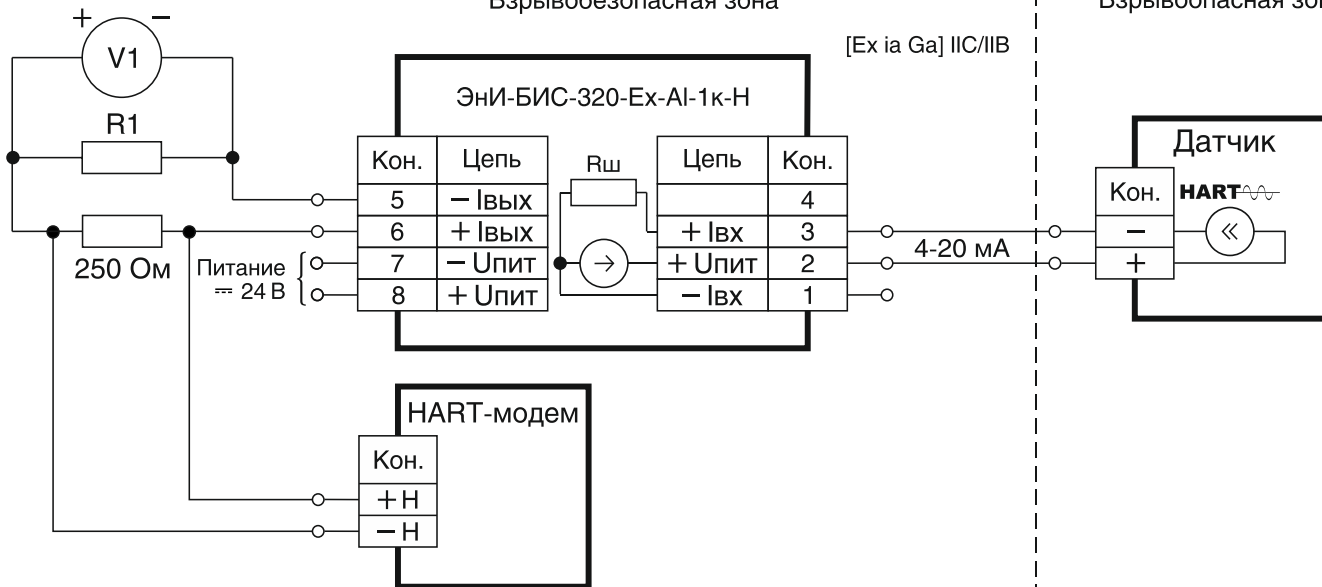 Взрывобезопасная зона
Взрывоопасная
[Ex ia Ga] IIC/IIB
+ −
V1
R1
250 Ом
Питание
⎓ 24 В
ЭнИ-БИС-320-Ex-AI-1к-Н
Кон. Цепь
5 − Iвых
6 + Iвых
7 − Uпит
8 + Uпит
Rш
Цепь Кон.
4
+ Iвх 3
+ Uпит 2
− Iвх 1
4-20 мА
Датчик
Кон.
HART
−
+
HART-модем
Кон.
+ Н
− Н